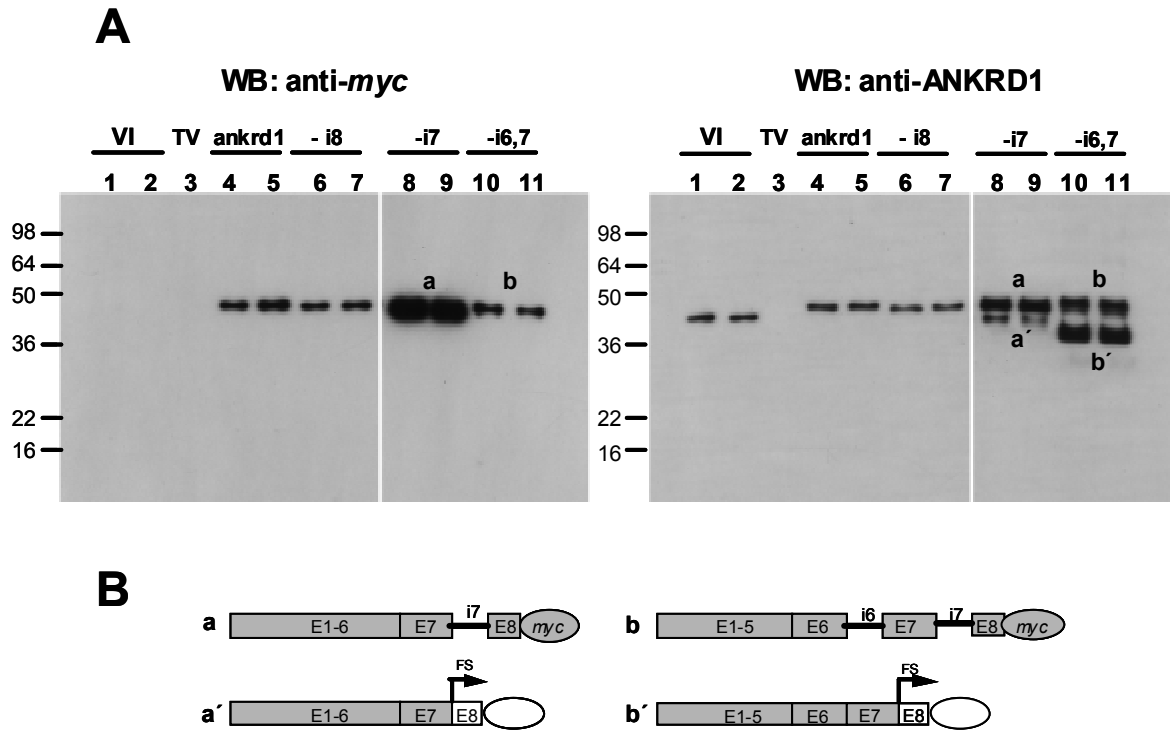 A
WB: anti-myc
WB: anti-ANKRD1
VI TV ankrd1 - i8 -i7 -i6,7
VI TV ankrd1 - i8 -i7 -i6,7
1 2 3 4 5 6 7 8 9 10 11
1 2 3 4 5 6 7 8 9 10 11
98
64
50
36
22
16
a b
98
64
50
36
22
16
a b
a´
b´
B
a E1-6 E7 i7 E8 myc
b E1-5 E6 i6 E7 i7 E8 myc
a´ E1-6 E7 FS E8
b´ E1-5 E6 E7 FS E8